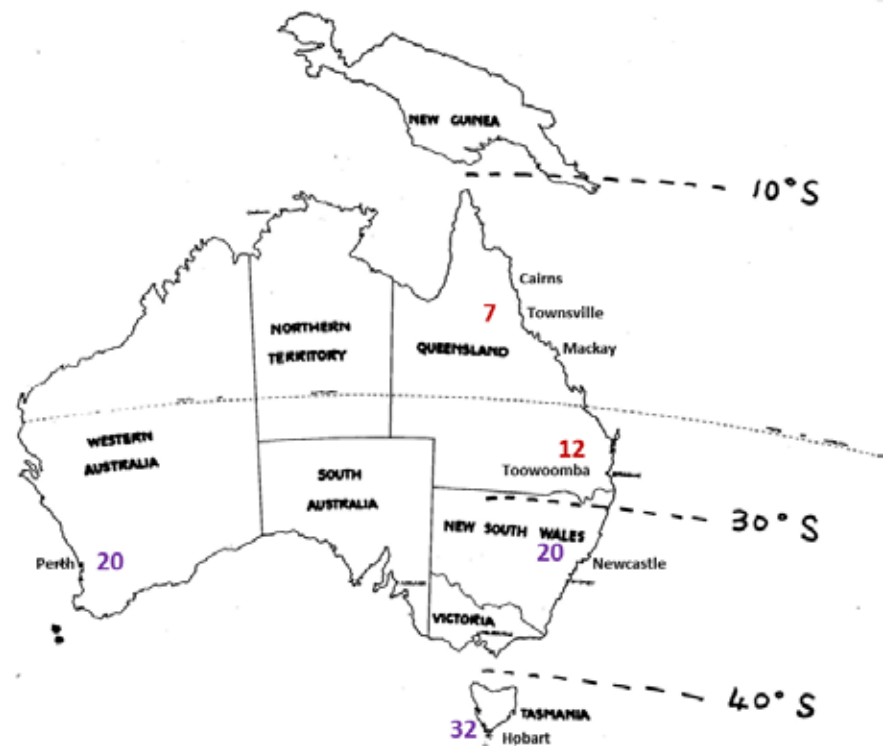 NEW GUINEA
10°S
Cairns
7
Townsville
NORTHERN
TERRITORY
QUEENSLAND
Mackay
WESTERN
AUSTRALIA
12
Toowoomba
SOUTH
AUSTRALIA
NEW SOUTH WALES
30°S
Perth
20
20
Newcastle
VICTORIA
40°S
TASMANIA
32
Hobart